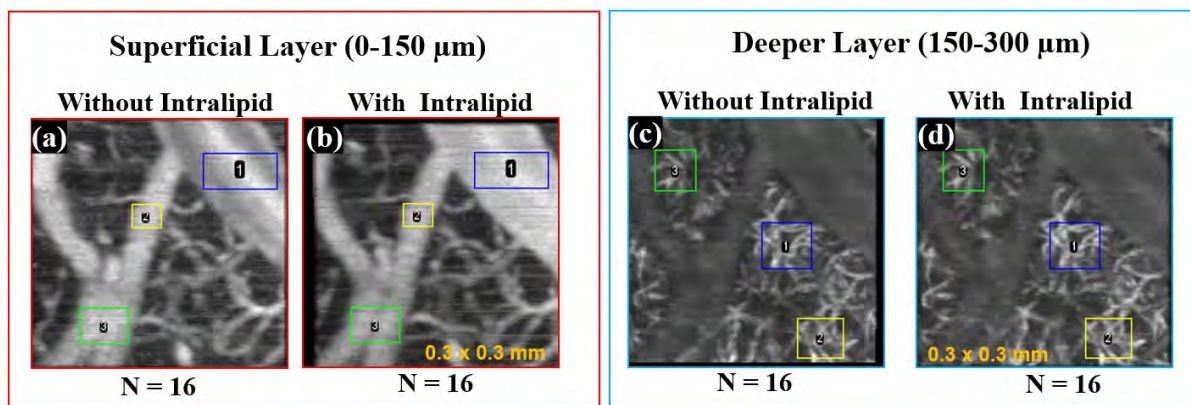 Superficial Layer (0-150 µm)
Without Intralipid
With Intralipid
(a)
1
2
3
(b)
1
2
3
0.3 x 0.3 mm
N = 16
N = 16
Deeper Layer (150-300 µm)
Without Intralipid
With Intralipid
(c)
3
1
2
(d)
3
1
2
0.3 x 0.3 mm
N = 16
N = 16